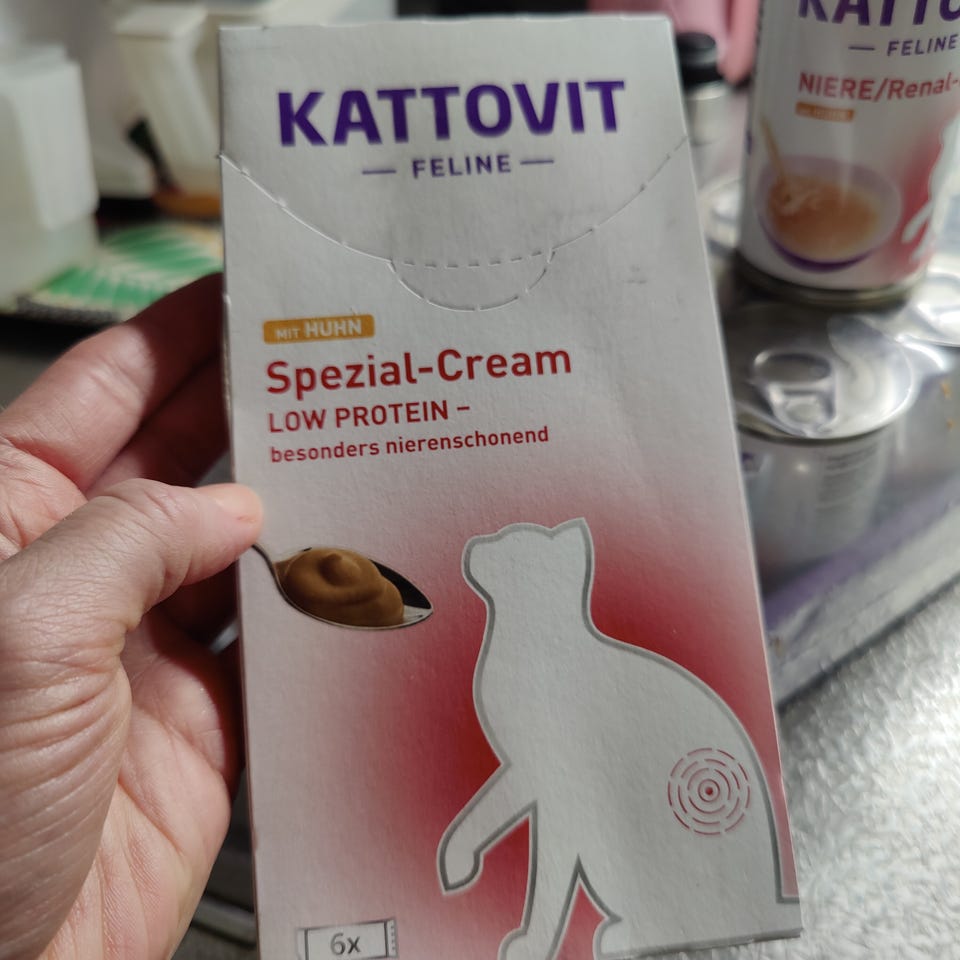 KATTOVIT
— FELINE —
MIT HUHN
Spezial-Cream
LOW PROTEIN –
besonders nierenschonend
6x
— FELINE
NIERE/Renal-